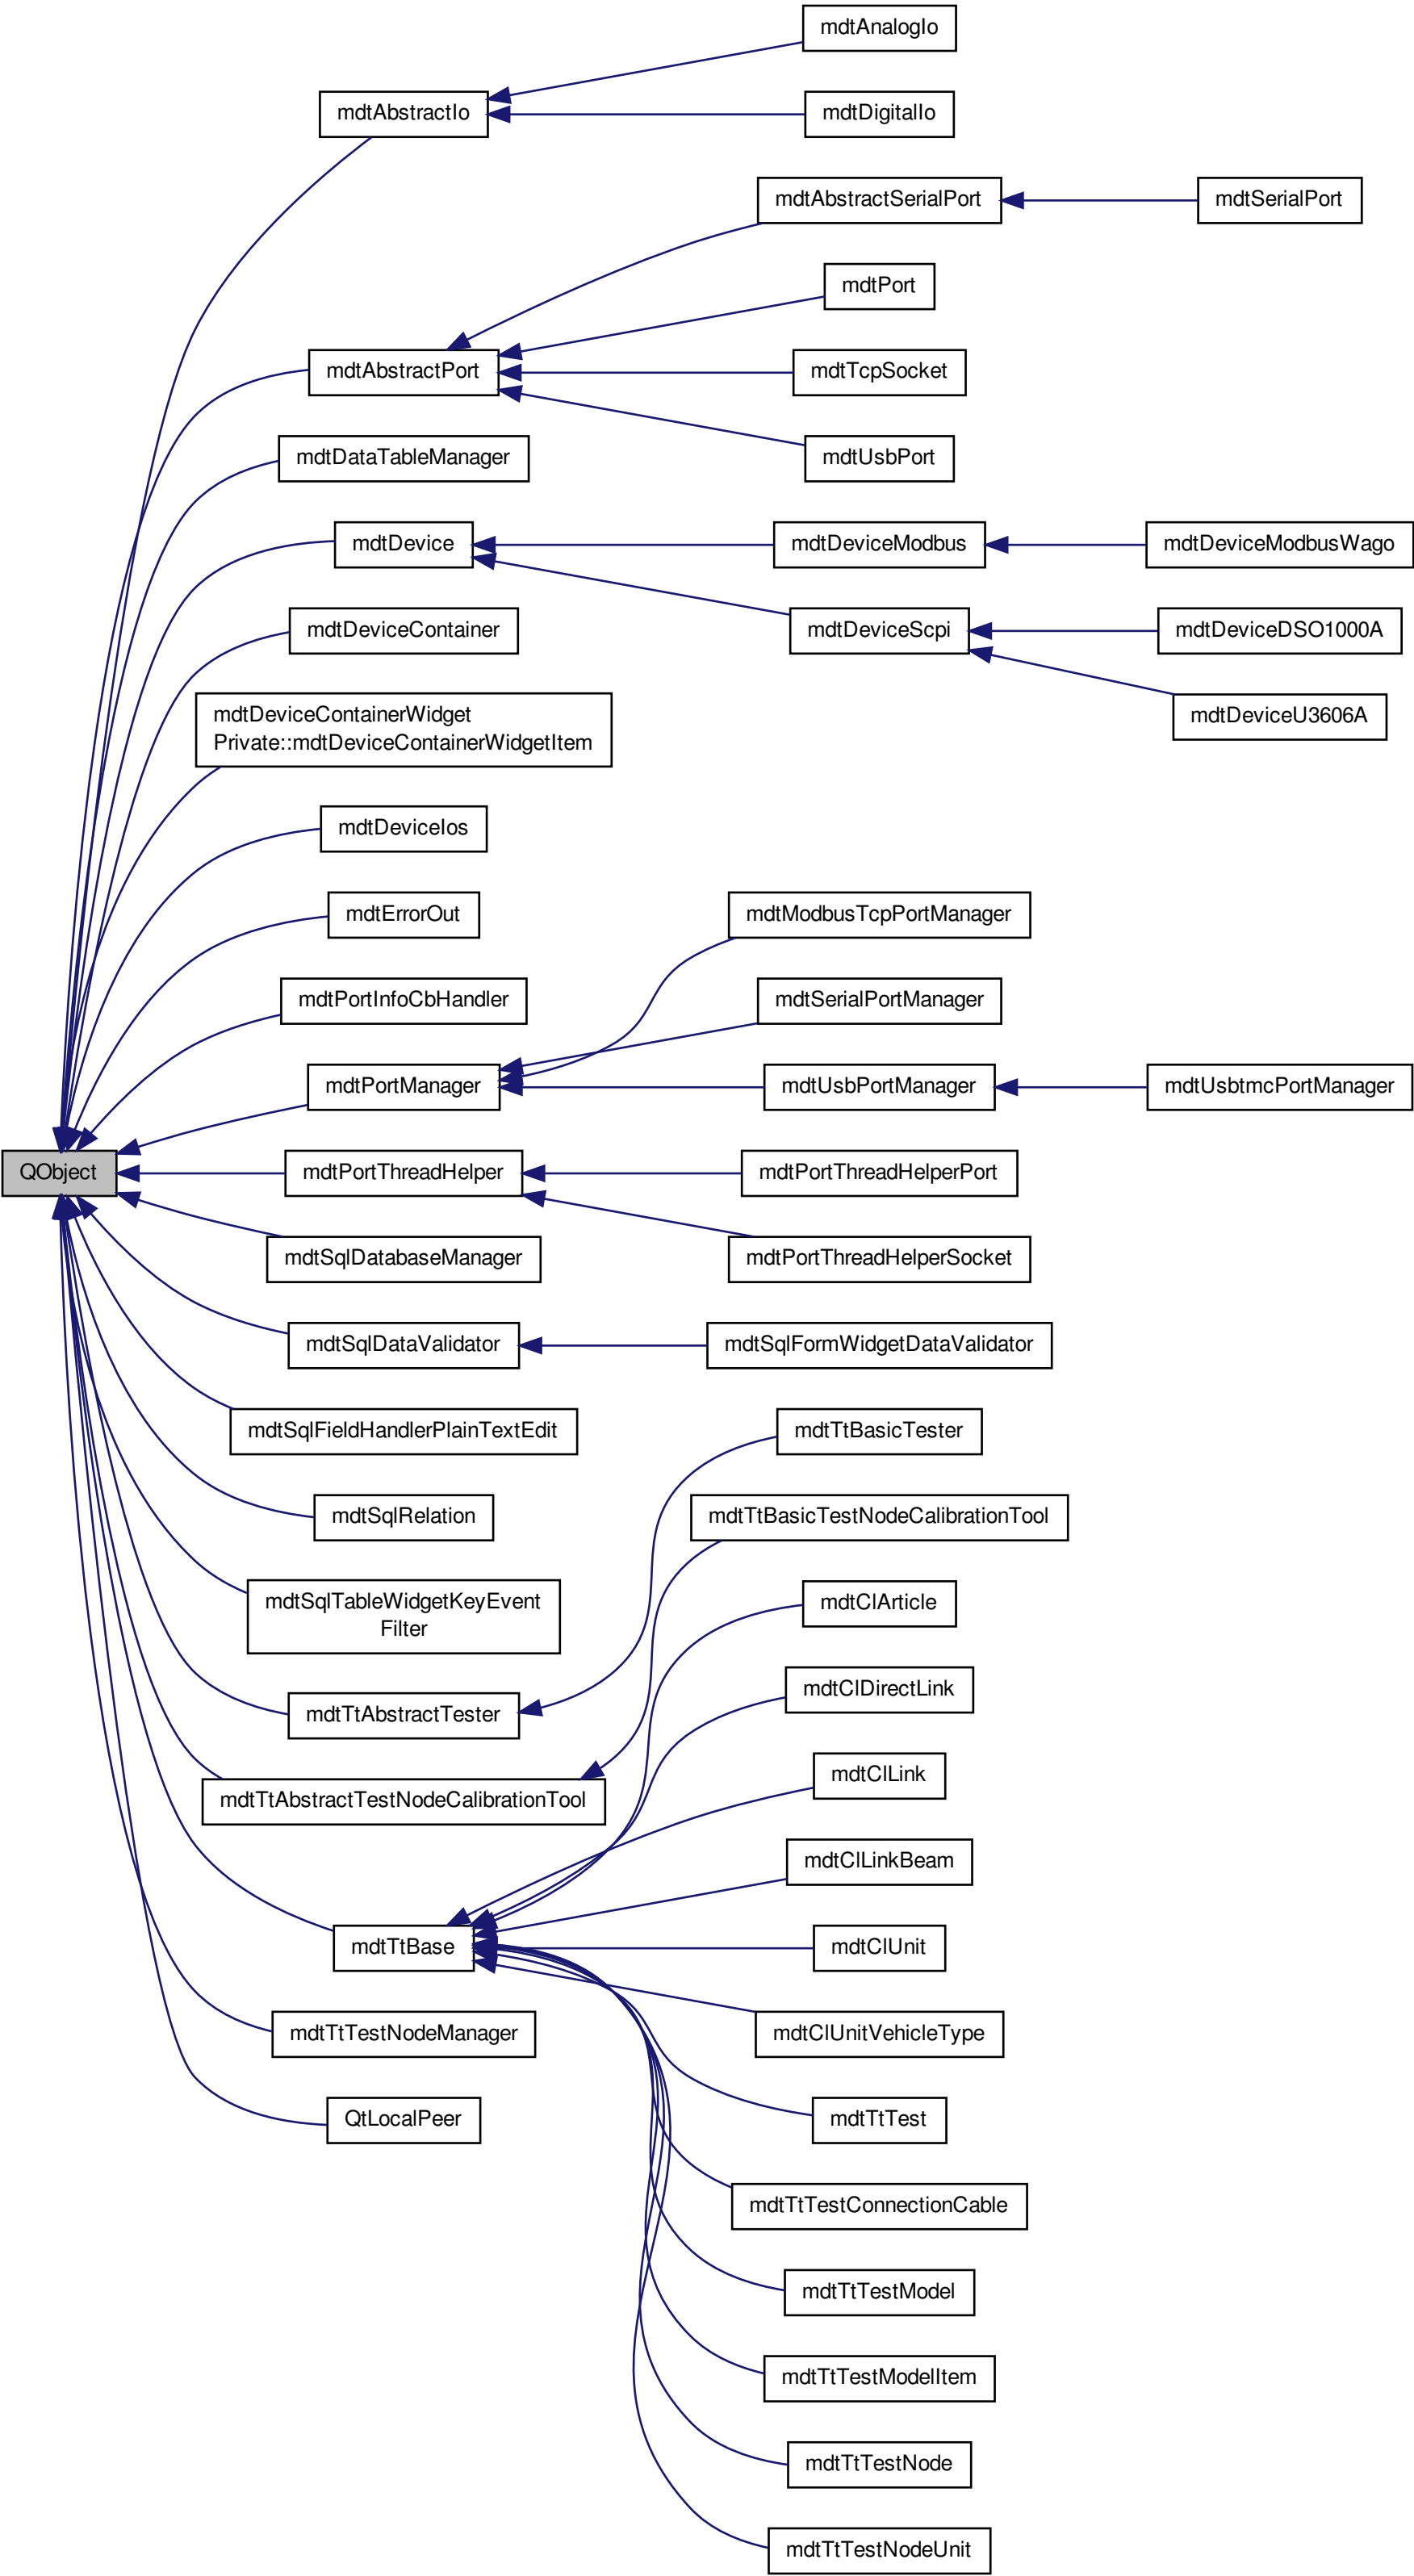 mdtAnalogIo
mdtAbstractIo
mdtDigitalIo
mdtAbstractSerialPort
mdtSerialPort
mdtPort
mdtAbstractPort
mdtTcpSocket
mdtUsbPort
mdtDataTableManager
mdtDevice
mdtDeviceModbus
mdtDeviceModbusWago
mdtDeviceContainer
mdtDeviceScpi
mdtDeviceDSO1000A
mdtDeviceU3606A
mdtDeviceContainerWidget
Private::mdtDeviceContainerWidgetItem
mdtDeviceIos
mdtErrorOut
mdtModbusTcpPortManager
mdtPortInfoCbHandler
mdtSerialPortManager
mdtPortManager
mdtUsbPortManager
mdtUsbtmcPortManager
QObject
mdtPortThreadHelper
mdtPortThreadHelperPort
mdtSqlDatabaseManager
mdtPortThreadHelperSocket
mdtSqlDataValidator
mdtSqlFormWidgetDataValidator
mdtSqlFieldHandlerPlainTextEdit
mdtTtBasicTester
mdtSqlRelation
mdtTtBasicTestNodeCalibrationTool
mdtSqlTableWidgetKeyEvent
Filter
mdtClArticle
mdtTtAbstractTester
mdtClDirectLink
mdtTtAbstractTestNodeCalibrationTool
mdtClLink
mdtClLinkBeam
mdtTtBase
mdtClUnit
mdtTtTestNodeManager
mdtClUnitVehicleType
QtLocalPeer
mdtTtTest
mdtTtTestConnectionCable
mdtTtTestModel
mdtTtTestModelItem
mdtTtTestNode
mdtTtTestNodeUnit